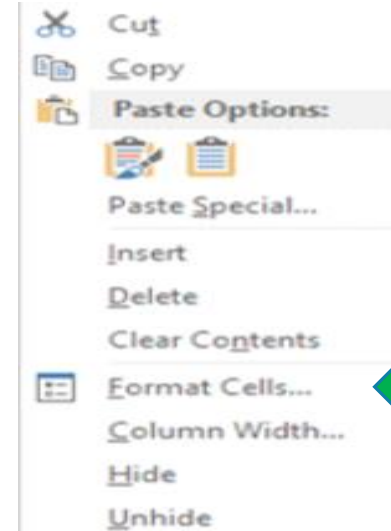 Cut
Copy
Paste Options:
Paste Special...
Insert
Delete
Clear Contents
Format Cells...
Column Width...
Hide
Unhide